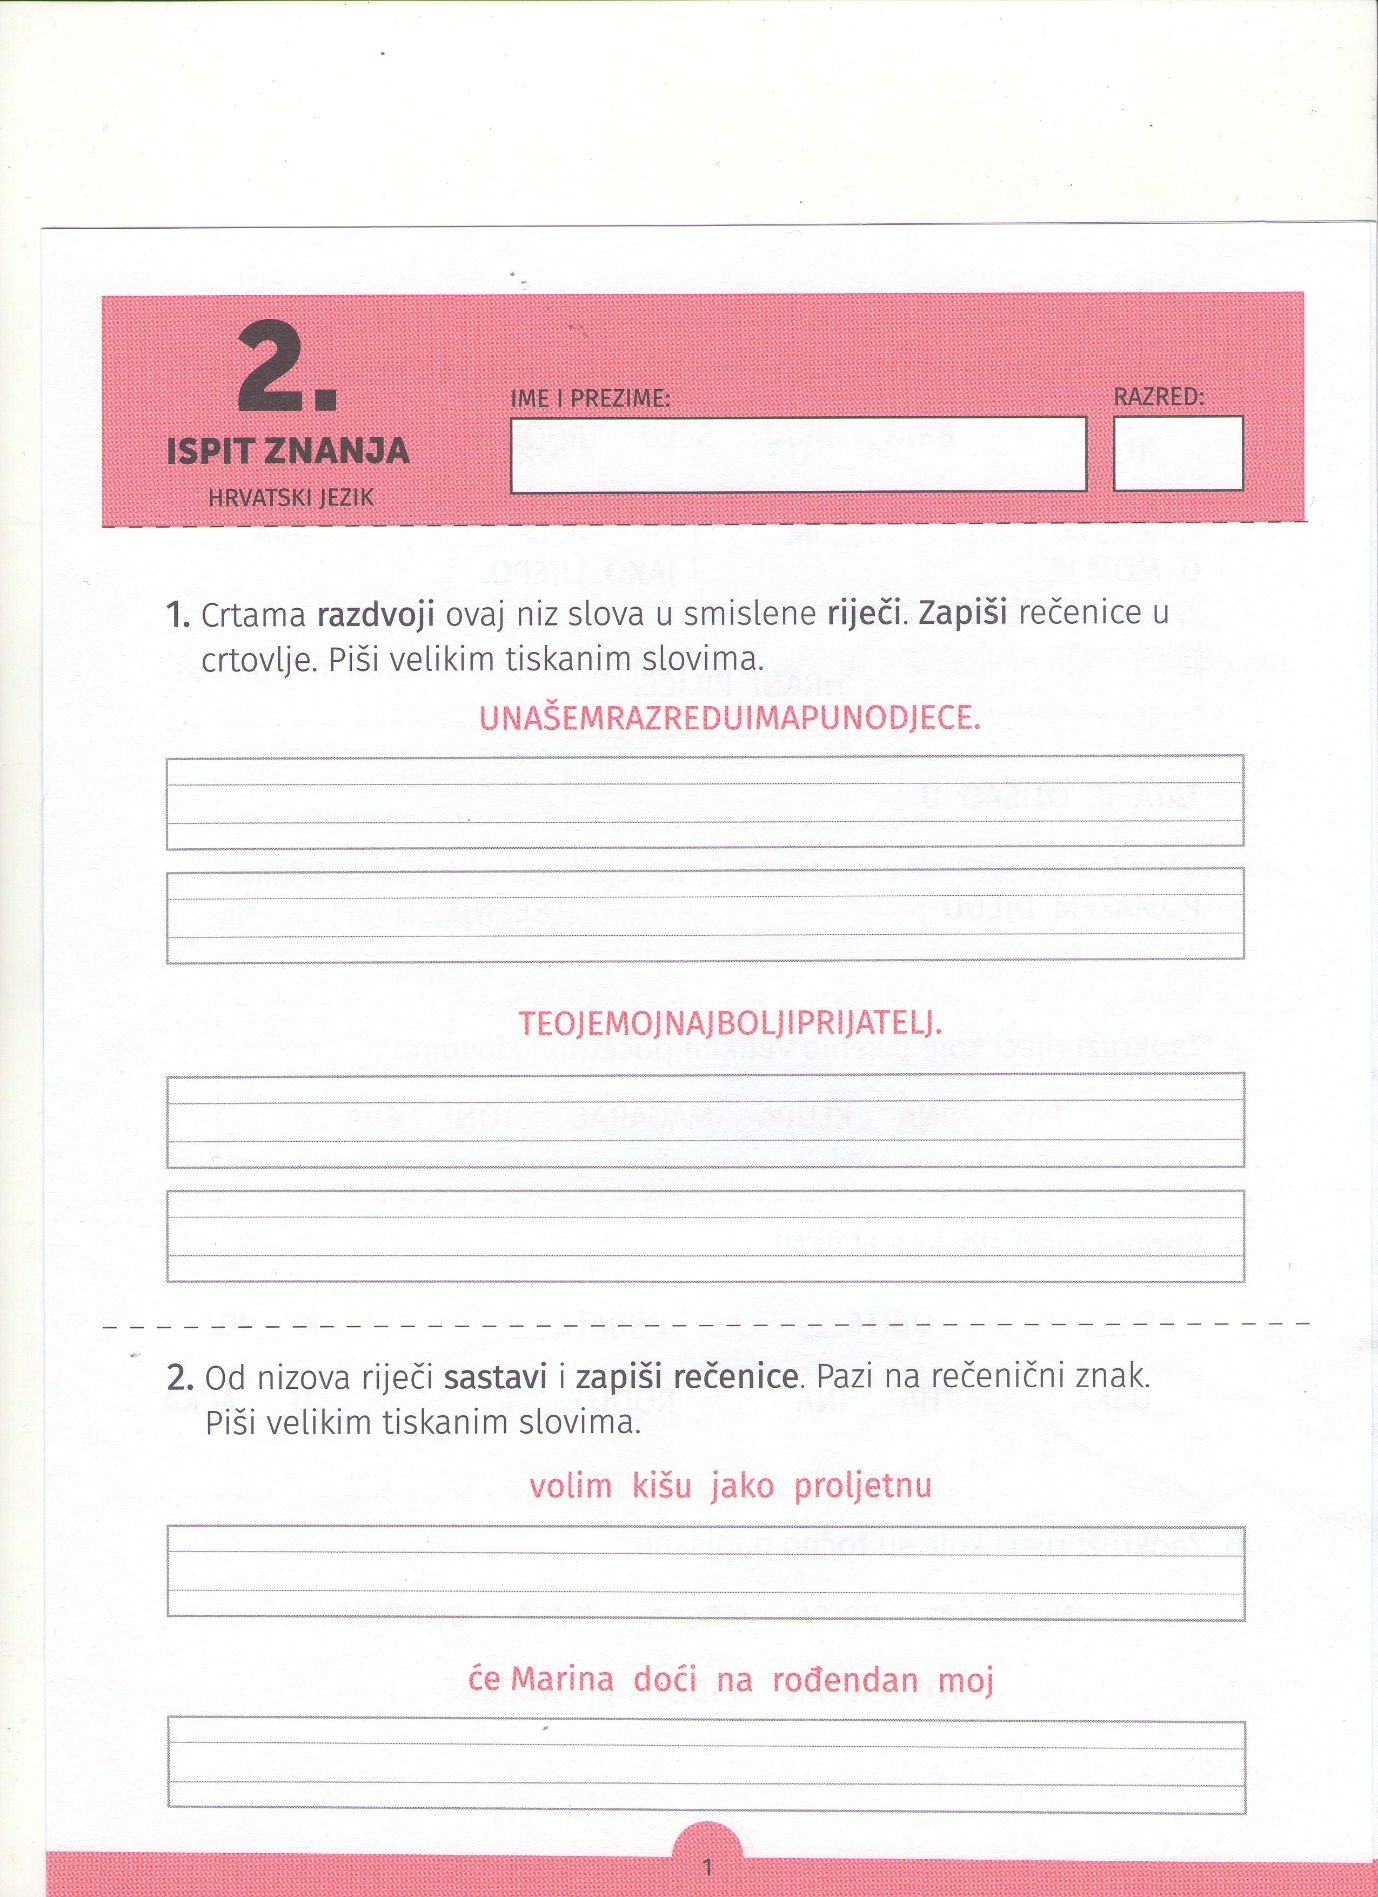 2.
ISPIT ZNANJA
HRVATSKI JEZIK
IME I PREZIME:
RAZRED:
1. Crtama razdvoji ovaj niz slova u smislene riječi. Zapiši rečenice u
crtovlje. Piši velikim tiskanim slovima.
UNAŠEMRAZREDUIMAPUNODJECE.
TEOJEMOJNAJBOLJIPRIJATELJ.
2. Od nizova riječi sastavi i zapiši rečenice. Pazi na rečenični znak.
Piši velikim tiskanim slovima.
volim kišu jako proljetnu
će Marina doći na rođendan moj
1